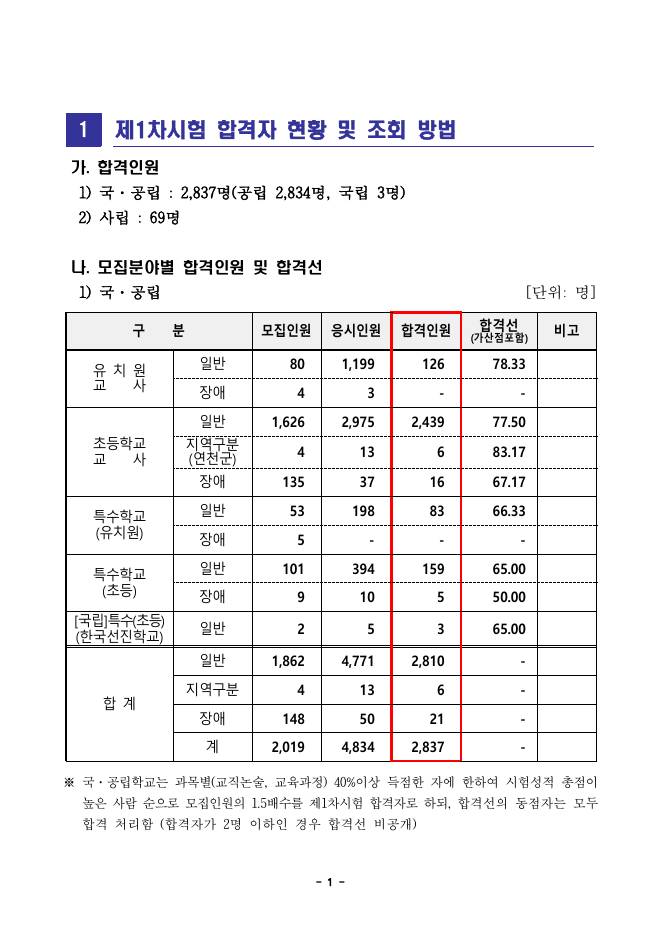 1 제1차시험 합격자 현황 및 조회 방법
가. 합격인원
1) 국·공립 : 2,837명(공립 2,834명, 국립 3명)
2) 사립 : 69명
나. 모집분야별 합격인원 및 합격선
1) 국·공립 [단위: 명]
구 분 모집인원 응시인원 합격인원 합격선 (가산점포함) 비고
유 치 원 교 사 일반 80 1,199 126 78.33
장애 4 3 - -
초등학교 교 사 일반 1,626 2,975 2,439 77.50
지역구분 (연천군) 4 13 6 83.17
장애 135 37 16 67.17
특수학교 (유치원) 일반 53 198 83 66.33
장애 5 - - -
특수학교 (초등) 일반 101 394 159 65.00
장애 9 10 5 50.00
[국립]특수(초등) (한국선진학교) 일반 2 5 3 65.00
합 계 일반 1,862 4,771 2,810 -
지역구분 4 13 6 -
장애 148 50 21 -
계 2,019 4,834 2,837 -
※ 국·공립학교는 과목별(교직논술, 교육과정) 40%이상 득점한 자에 한하여 시험성적 총점이
높은 사람 순으로 모집인원의 1.5배수를 제1차시험 합격자로 하되, 합격선의 동점자는 모두
합격 처리함 (합격자가 2명 이하인 경우 합격선 비공개)
- 1 -